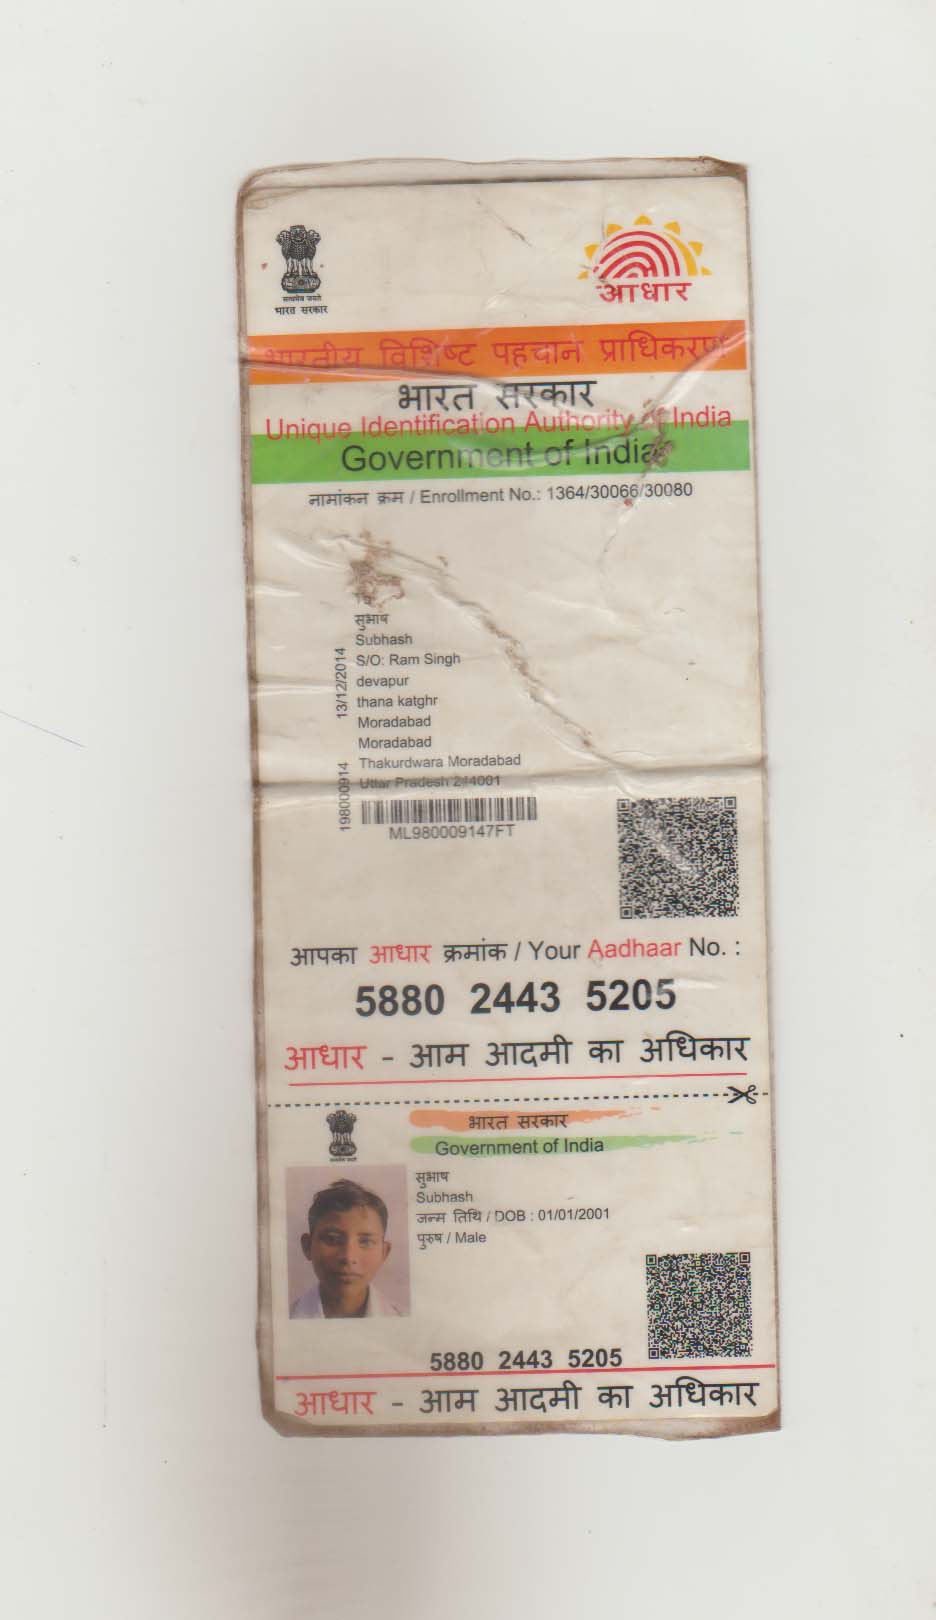 सत्यमेव जयते
भारत सरकार
आधार
भारतीय विशिष्ट पहचान प्राधिकरण
भारत सरकार
Unique Identification Authority of India
Government of India
नामांकन क्रम / Enrollment No.: 1364/30066/30080
सुभाष
Subhash
S/O: Ram Singh
devapur
thana katghr
Moradabad
Moradabad
Thakurdwara Moradabad
Uttar Pradesh 244001
13/12/2014
198000914
ML980009147FT
आपका आधार क्रमांक / Your Aadhaar No. :
5880 2443 5205
आधार - आम आदमी का अधिकार
भारत सरकार
Government of India
सुभाष
Subhash
जन्म तिथि / DOB : 01/01/2001
पुरुष / Male
5880 2443 5205
आधार - आम आदमी का अधिकार